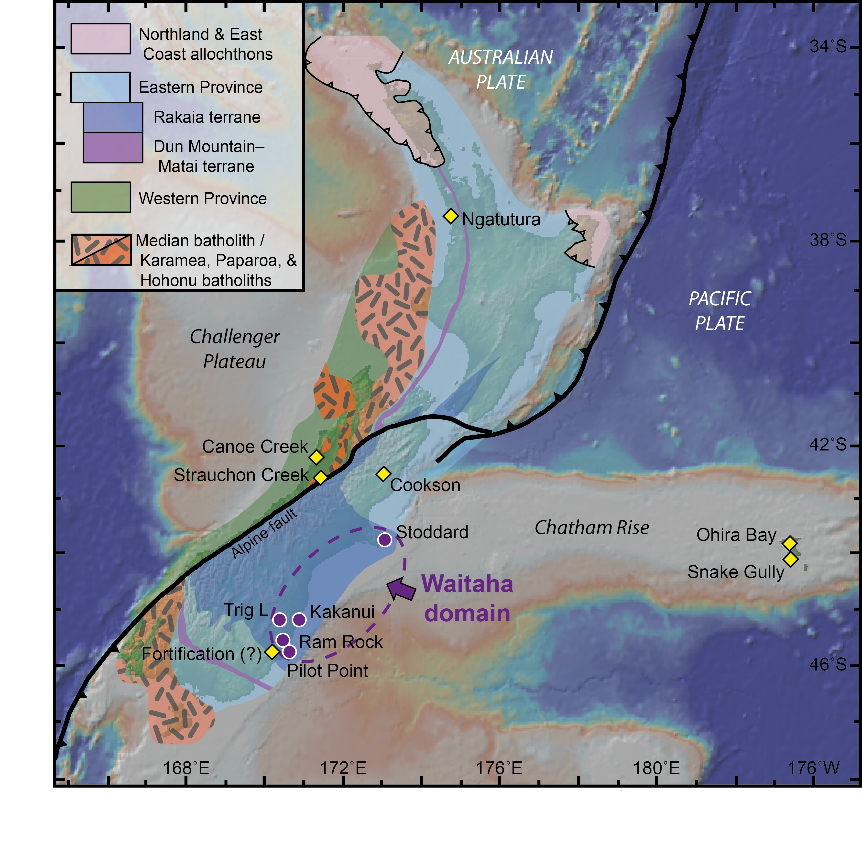 Northland & East
Coast allochthons
Eastern Province
Rakaia terrane
Dun Mountain–
Matai terrane
Western Province
Median batholith /
Karamea, Paparoa, &
Hohonu batholiths
AUSTRALIAN
PLATE
34°S
Ngatutura
38°S
PACIFIC
PLATE
Challenger
Plateau
Canoe Creek
42°S
Strauchon Creek
Cookson
Alpine fault
Stoddard
Chatham Rise
Ohira Bay
Snake Gully
Waitaha
domain
Trig L
Kakanui
Ram Rock
Fortification (?)
Pilot Point
46°S
168°E
172°E
176°E
180°E
176°W